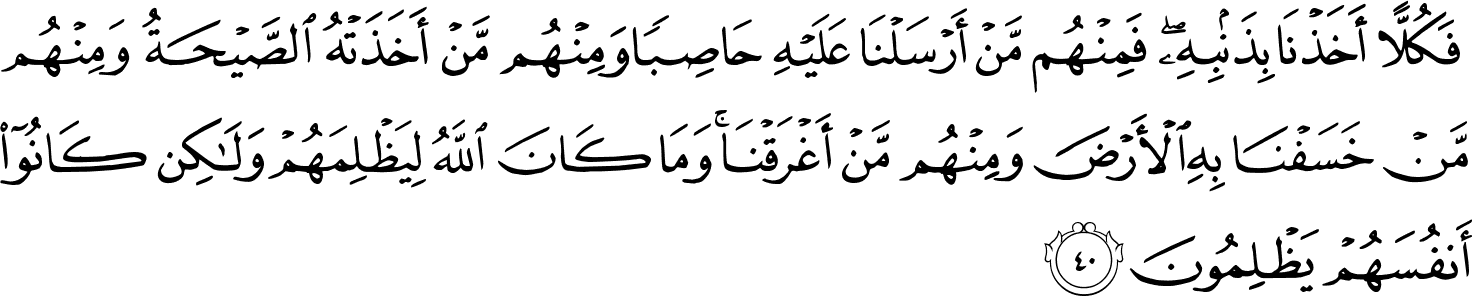 فَكُلًّا أَخَذْنَا بِذَنۢبِهِۦ ۖ فَمِنْهُم مَّنْ أَرْسَلْنَا عَلَيْهِ حَاصِبًا وَمِنْهُم مَّنْ أَخَذَتْهُ ٱلصَّيْحَةُ وَمِنْهُم
مَّنْ خَسَفْنَا بِهِ ٱلْأَرْضَ وَمِنْهُم مَّنْ أَغْرَقْنَا ۚ وَمَا كَانَ ٱللَّهُ لِيَظْلِمَهُمْ وَلَـٰكِن كَانُوٓا۟
أَنفُسَهُمْ يَظْلِمُونَ ٤٠